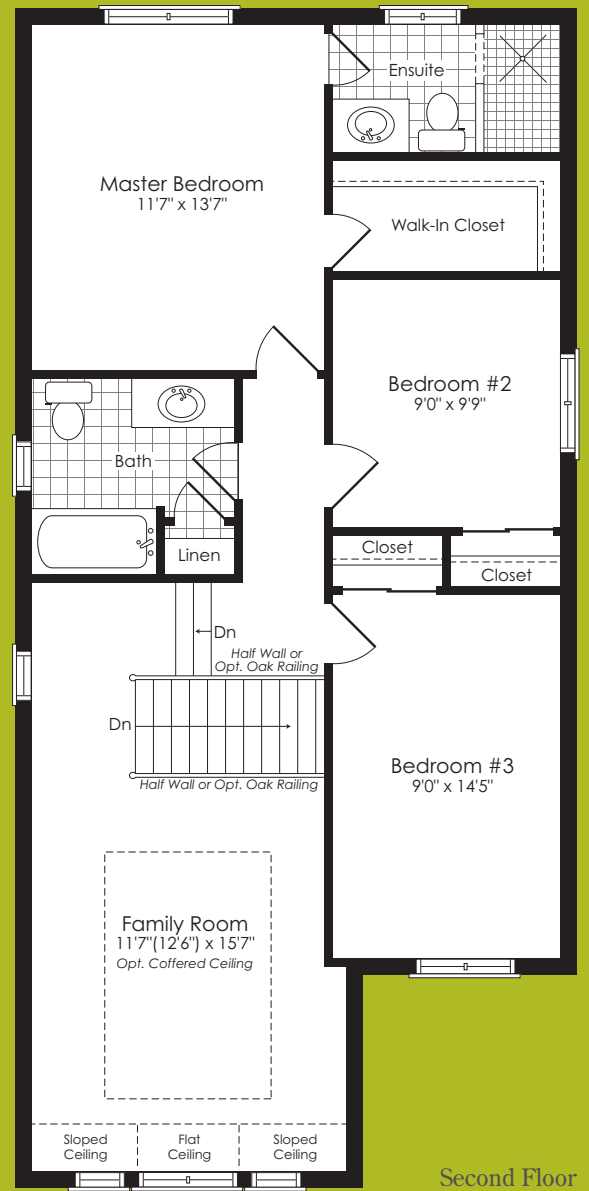 Ensuite
Master Bedroom
11'7" x 13'7"
Walk-In Closet
Bedroom #2
9'0" x 9'9"
Bath
Linen
Closet
Closet
Dn
Half Wall or
Opt. Oak Railing
Dn
Half Wall or Opt. Oak Railing
Bedroom #3
9'0" x 14'5"
Family Room
11'7"(12'6") x 15'7"
Opt. Coffered Ceiling
Sloped
Ceiling
Flat
Ceiling
Sloped
Ceiling
Second Floor